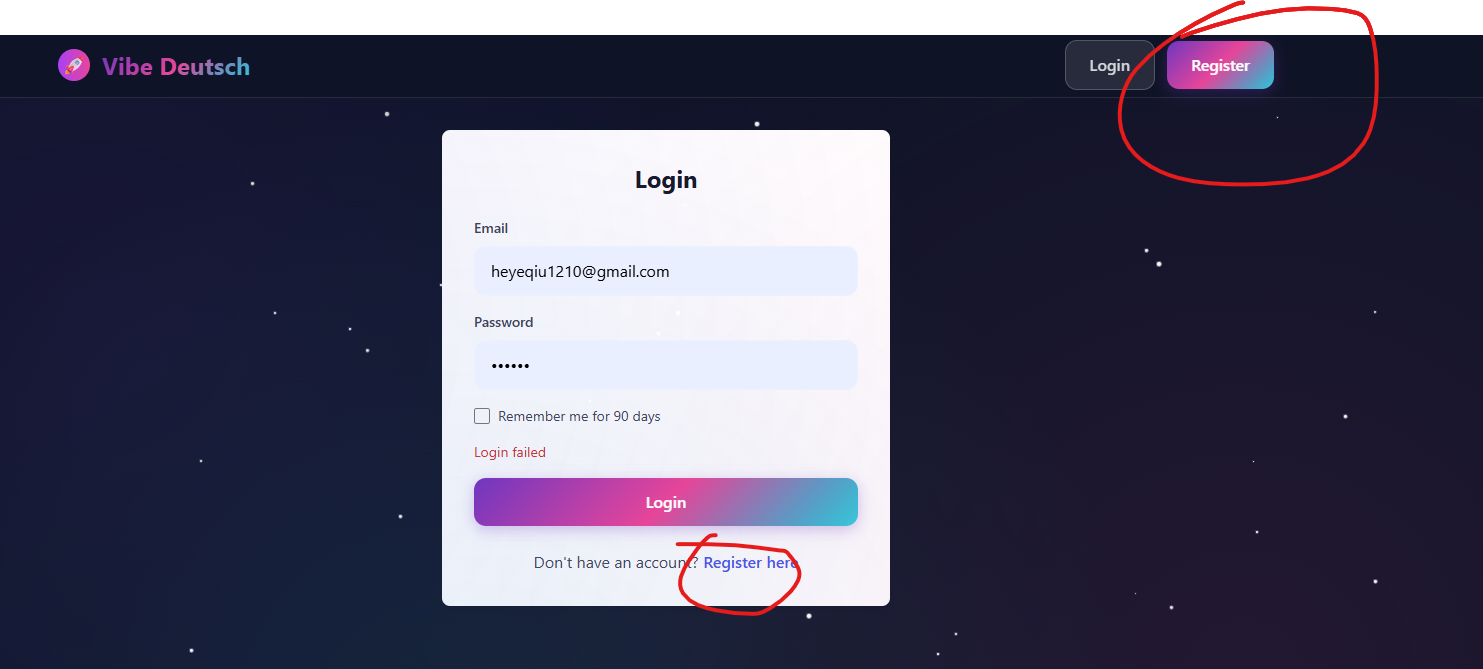 Vibe Deutsch
Login
Register
Login
Email
heyeqiu1210@gmail.com
Password
••••••
Remember me for 90 days
Login failed
Login
Don't have an account? Register here